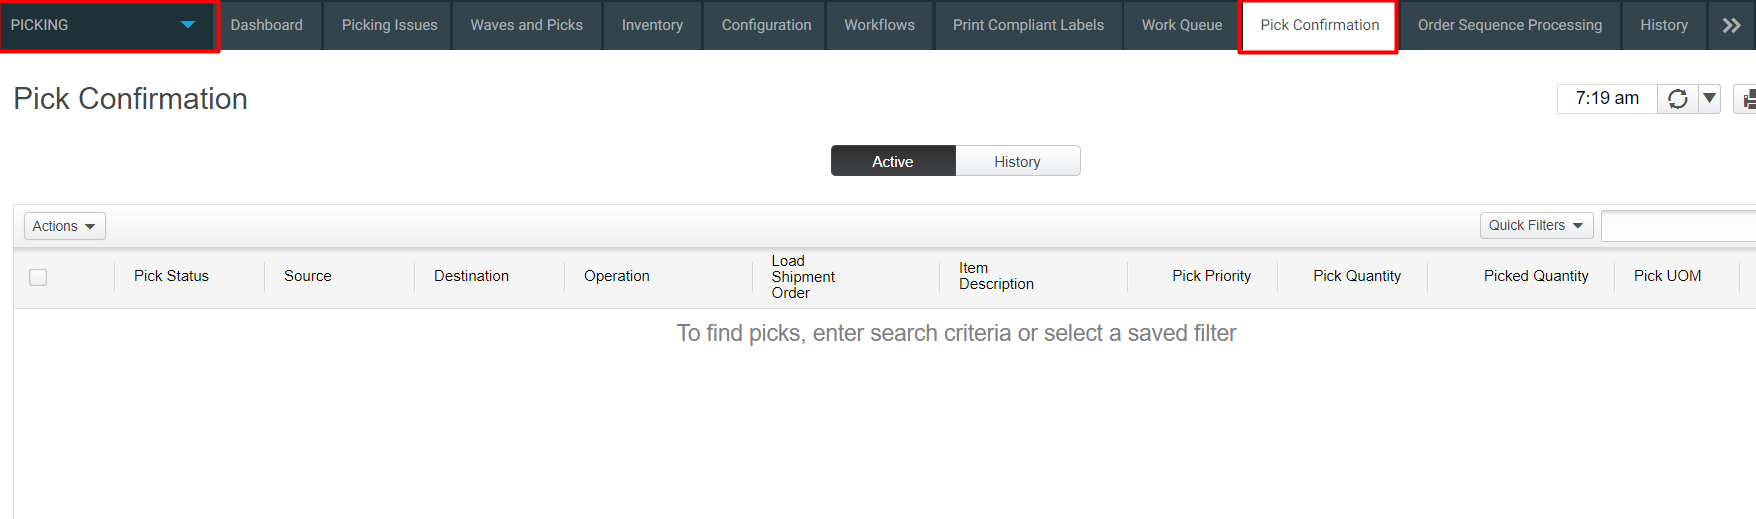 PICKING Dashboard Picking Issues Waves and Picks Inventory Configuration Workflows Print Compliant Labels Work Queue Pick Confirmation Order Sequence Processing History
Pick Confirmation
7:19 am
Active History
Actions Quick Filters
Pick Status Source Destination Operation Load Shipment Order Item Description Pick Priority Pick Quantity Picked Quantity Pick UOM
To find picks, enter search criteria or select a saved filter